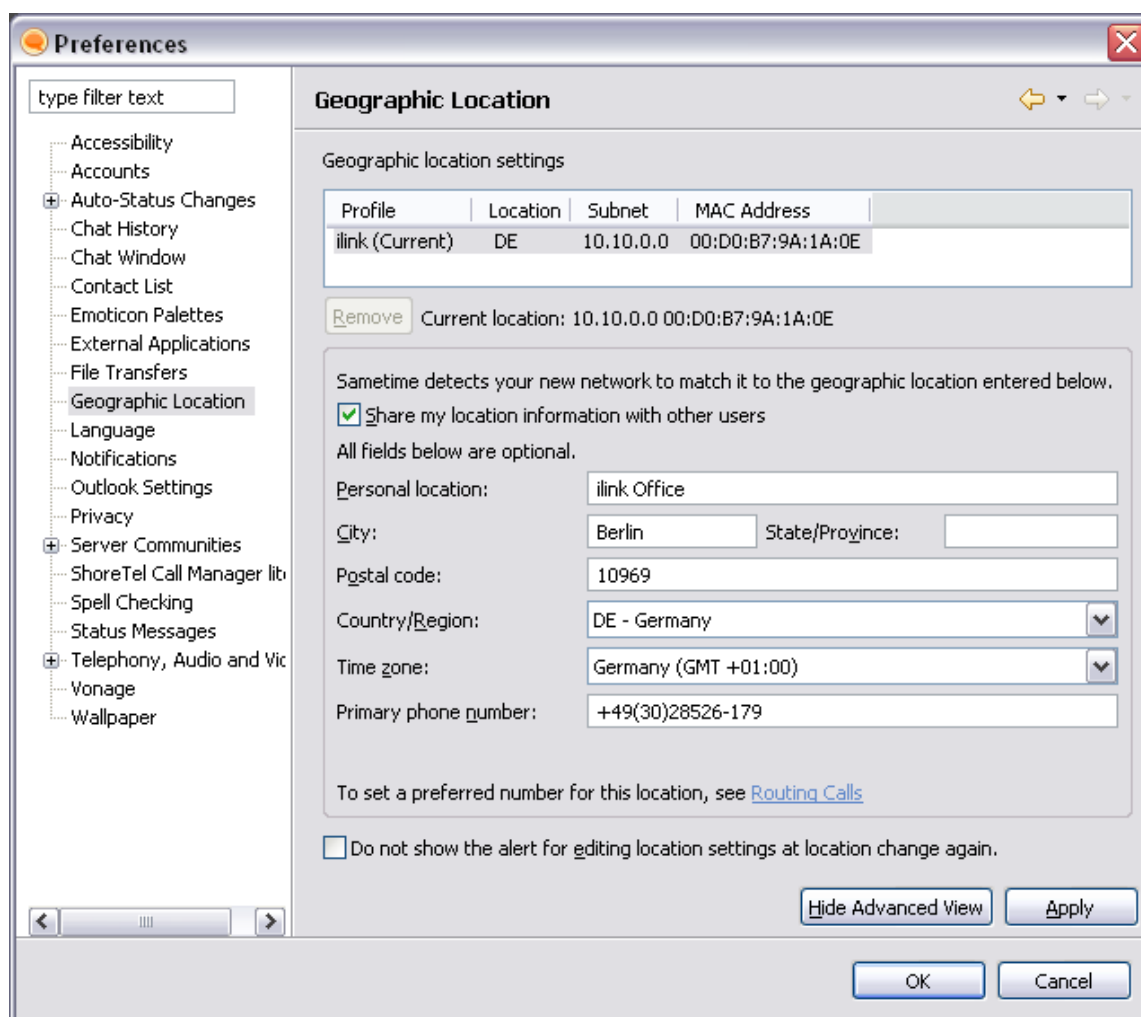 Preferences
type filter text
Accessibility
Accounts
Auto-Status Changes
Chat History
Chat Window
Contact List
Emoticon Palettes
External Applications
File Transfers
Geographic Location
Language
Notifications
Outlook Settings
Privacy
Server Communities
ShoreTel Call Manager lit
Spell Checking
Status Messages
Telephony, Audio and Vic
Vonage
Wallpaper
Geographic Location
Geographic location settings
Profile Location Subnet MAC Address
ilink (Current) DE 10.10.0.0 00:D0:B7:9A:1A:0E
Remove Current location: 10.10.0.0 00:D0:B7:9A:1A:0E
Sametime detects your new network to match it to the geographic location entered below.
Share my location information with other users
All fields below are optional.
Personal location: ilink Office
City: Berlin State/Province:
Postal code: 10969
Country/Region: DE - Germany
Time zone: Germany (GMT +01:00)
Primary phone number: +49(30)28526-179
To set a preferred number for this location, see Routing Calls
Do not show the alert for editing location settings at location change again.
Hide Advanced View Apply
OK Cancel